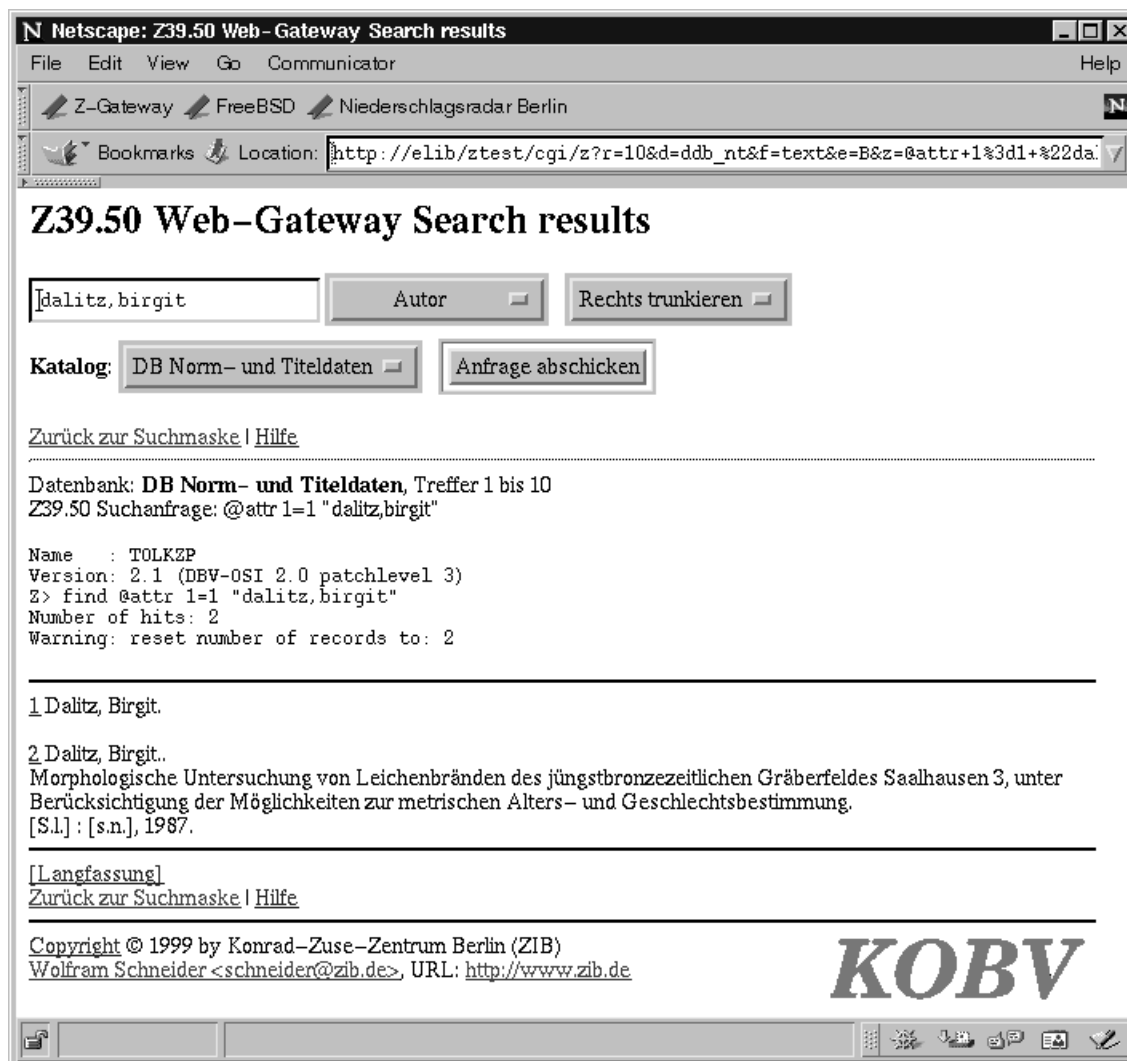 N Netscape: Z39.50 Web-Gateway Search results
File Edit View Go Communicator Help
Z-Gateway FreeBSD Niederschlagsradar Berlin N
Bookmarks Location: http://elib/ztest/cgi/z?r=10&d=ddb_nt&f=text&e=B&z=@attr+1%3d1+%22da
Z39.50 Web-Gateway Search results
dalitz,birgit Autor Rechts trunkieren
Katalog: DB Norm- und Titeldaten Anfrage abschicken
Zurück zur Suchmaske | Hilfe
Datenbank: DB Norm- und Titeldaten, Treffer 1 bis 10
Z39.50 Suchanfrage: @attr 1=1 "dalitz,birgit"
Name : TOLKZP
Version: 2.1 (DBV-OSI 2.0 patchlevel 3)
Z> find @attr 1=1 "dalitz,birgit"
Number of hits: 2
Warning: reset number of records to: 2
1 Dalitz, Birgit.
2 Dalitz, Birgit..
Morphologische Untersuchung von Leichenbränden des jüngstbronzezeitlichen Gräberfeldes Saalhausen 3, unter
Berücksichtigung der Möglichkeiten zur metrischen Alters- und Geschlechtsbestimmung.
[S.l.] : [s.n.], 1987.
[Langfassung]
Zurück zur Suchmaske | Hilfe
Copyright © 1999 by Konrad-Zuse-Zentrum Berlin (ZIB)
Wolfram Schneider <schneider@zib.de>, URL: http://www.zib.de
KOBV